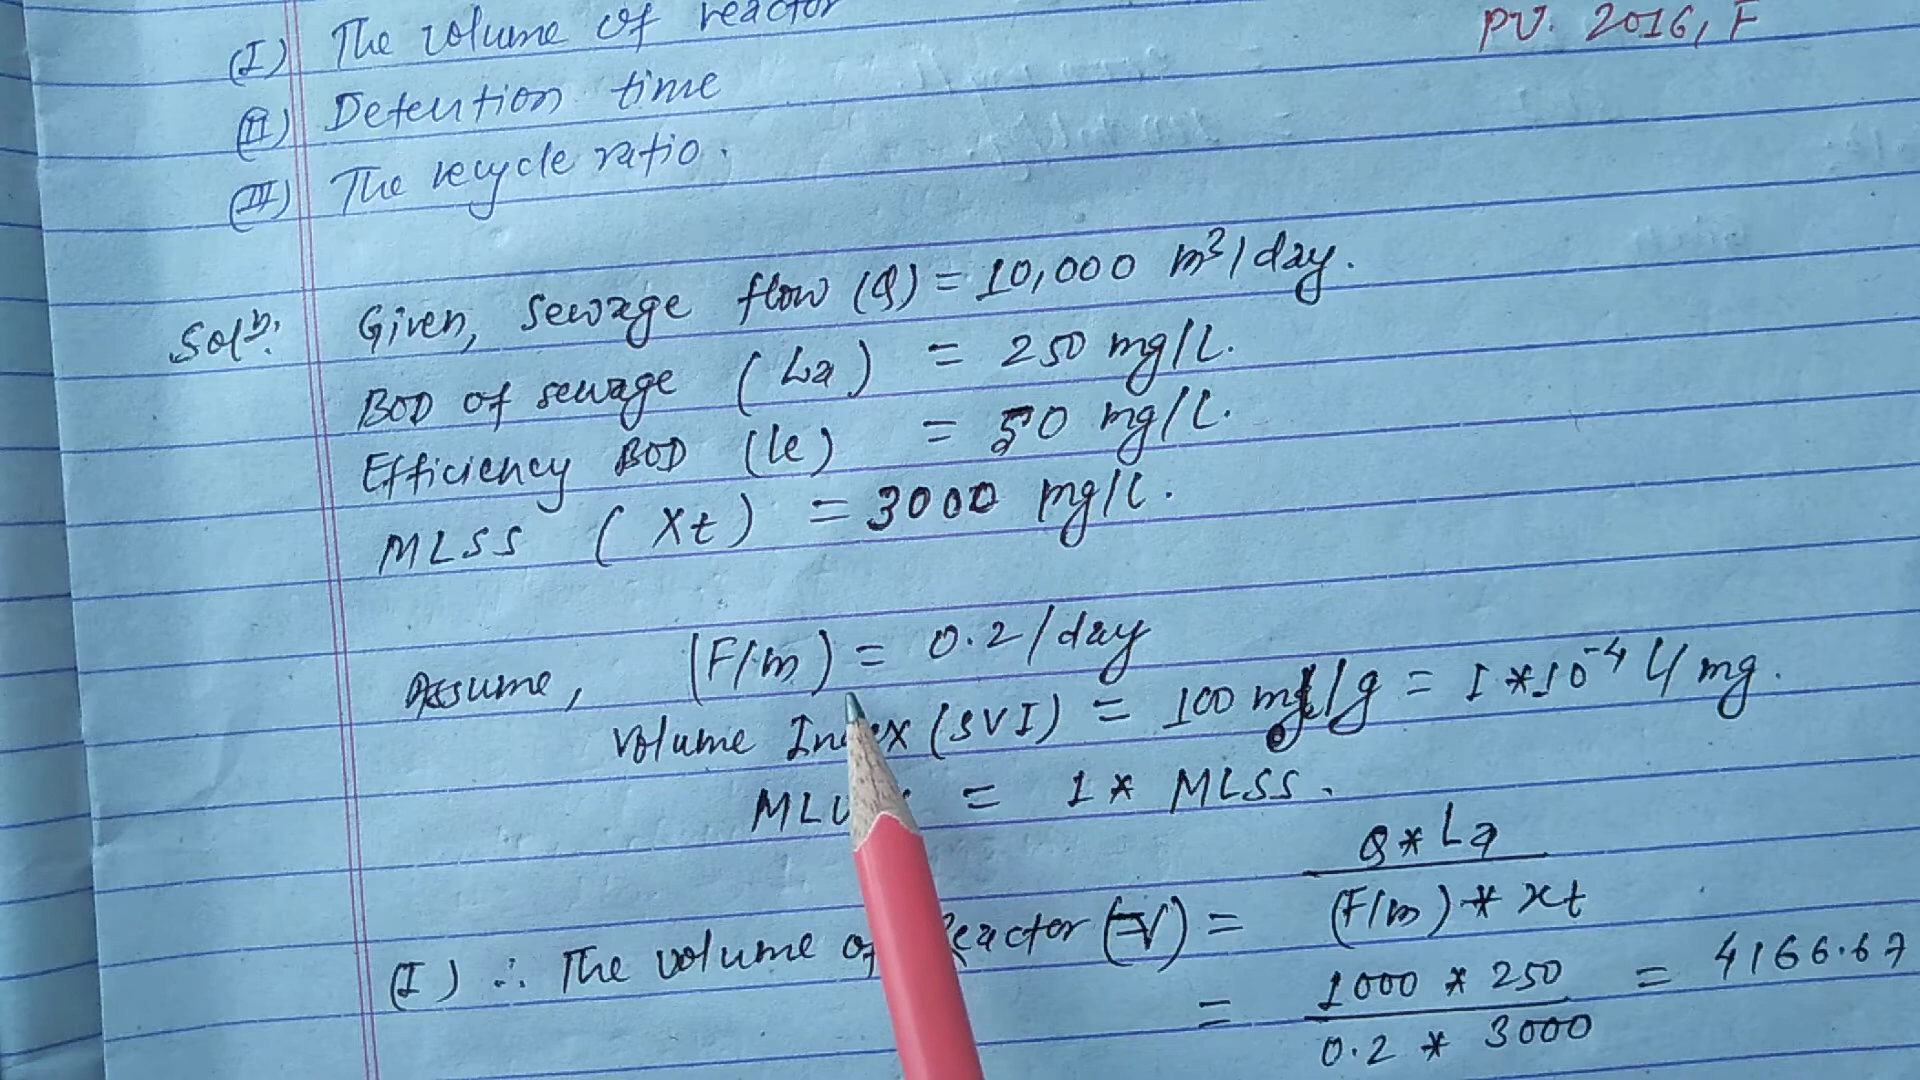 (I) The volume of reactor
PU. 2016, F
(II) Detention time
(III) The recycle ratio.
Solⁿ. Given, sewage flow (Q) = 10,000 m³/day.
BOD of sewage (La) = 250 mg/L.
Efficiency BOD (le) = 50 mg/L.
MLSS (Xt) = 3000 mg/L.
Assume, (F/m) = 0.2/day
Volume Index (SVI) = 100 ml/g = 1*10⁻⁴ L/mg.
= 1 * MLSS.
(I) ∴ The volume of Reactor (V) = Q * La
(F/m) * xt
= 1000 * 250 = 4166.67
0.2 * 3000